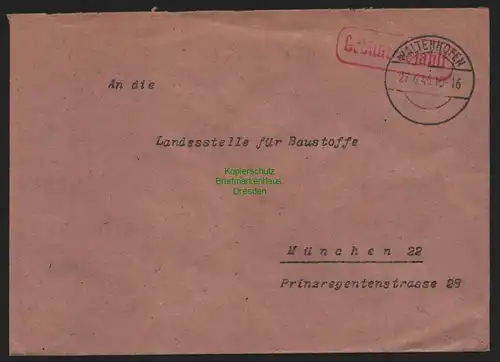 Gebühr bezahlt
WALTENHOFEN
An die
Landesstelle für Baustoffe
Kopierschutz
Briefmarkenhaus
Dresden
München 22
Prinzregentenstrasse 28